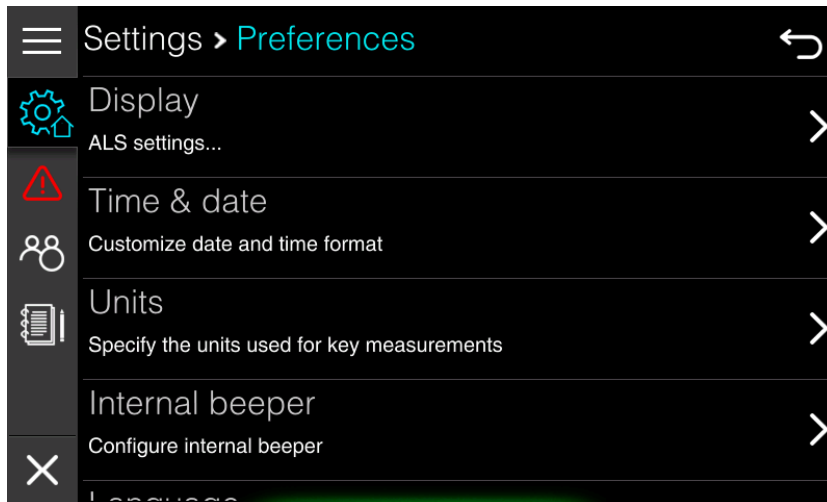 Settings > Preferences
Display
ALS settings...
Time & date
Customize date and time format
Units
Specify the units used for key measurements
Internal beeper
Configure internal beeper
Language